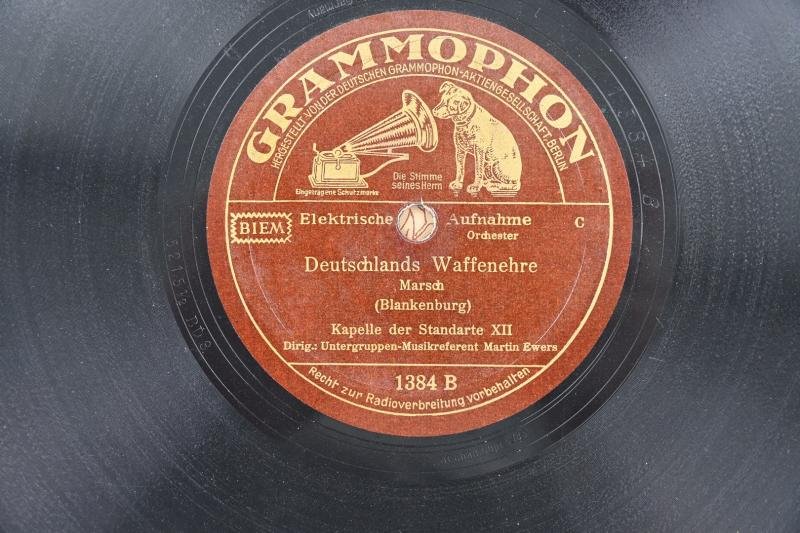 GRAMMOPHON
HERGESTELLT VON DER DEUTSCHEN GRAMMOPHON-AKTIENGESELLSCHAFT, BERLIN
Die Stimme
seines Herrn
Eingetragene Schutzmarke
BIEM Elektrische Aufnahme C
Orchester
Deutschlands Waffenehre
Marsch
(Blankenburg)
Kapelle der Standarte XII
Dirig.: Untergruppen-Musikreferent Martin Ewers
1384 B
Recht zur Radioverbreitung vorbehalten
1384 B